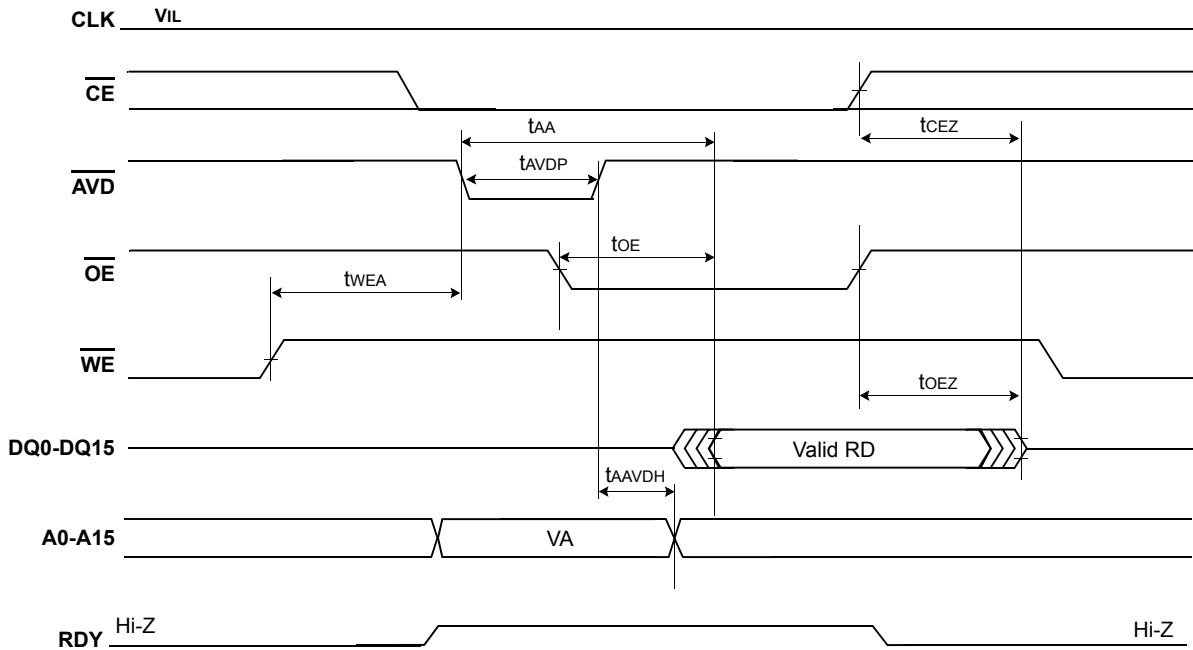 CLK VIL
CE
tAA tCEZ
tAVDP
AVD
tOE
OE
tWEA
WE
tOEZ
DQ0-DQ15 Valid RD
tAAVDH
A0-A15 VA
RDY Hi-Z Hi-Z